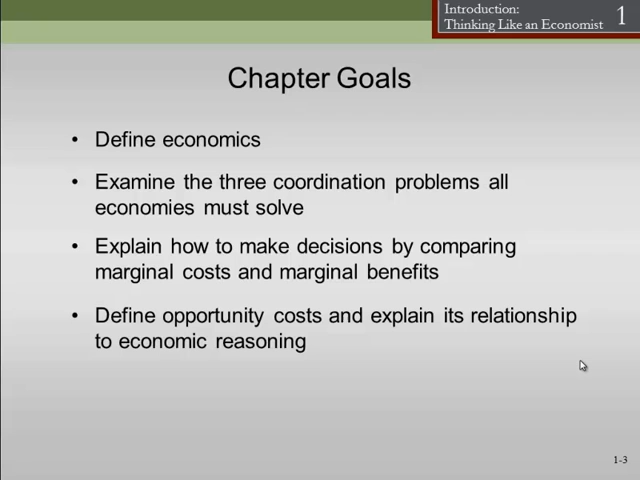 Introduction:
Thinking Like an Economist
1
Chapter Goals
• Define economics
• Examine the three coordination problems all
economies must solve
• Explain how to make decisions by comparing
marginal costs and marginal benefits
• Define opportunity costs and explain its relationship
to economic reasoning
1-3